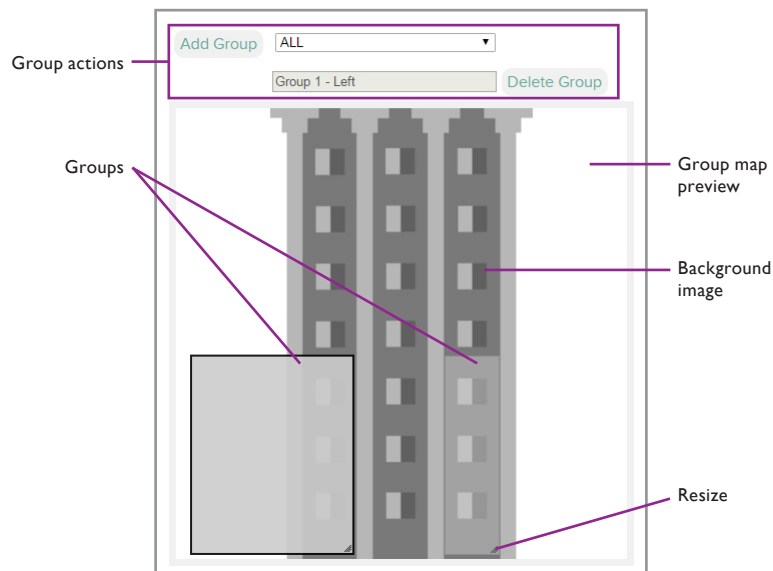 Add Group
ALL
Group actions
Group 1 - Left
Delete Group
Groups
Group map
preview
Background
image
Resize